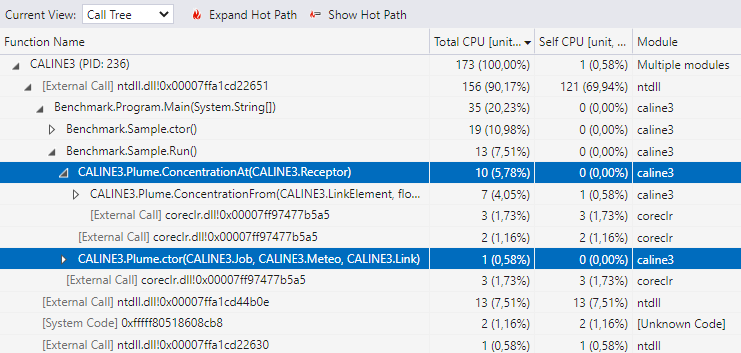 Current View: Call Tree Expand Hot Path Show Hot Path
Function Name Total CPU [unit... Self CPU [unit, ... Module
CALINE3 (PID: 236) 173 (100,00%) 1 (0,58%) Multiple modules
[External Call] ntdll.dll!0x00007ffa1cd22651 156 (90,17%) 121 (69,94%) ntdll
Benchmark.Program.Main(System.String[]) 35 (20,23%) 0 (0,00%) caline3
Benchmark.Sample.ctor() 19 (10,98%) 0 (0,00%) caline3
Benchmark.Sample.Run() 13 (7,51%) 0 (0,00%) caline3
CALINE3.Plume.ConcentrationAt(CALINE3.Receptor) 10 (5,78%) 0 (0,00%) caline3
CALINE3.Plume.ConcentrationFrom(CALINE3.LinkElement, flo... 7 (4,05%) 1 (0,58%) caline3
[External Call] coreclr.dll!0x00007ff97477b5a5 3 (1,73%) 3 (1,73%) coreclr
[External Call] coreclr.dll!0x00007ff97477b5a5 2 (1,16%) 2 (1,16%) coreclr
CALINE3.Plume.ctor(CALINE3.Job, CALINE3.Meteo, CALINE3.Link) 1 (0,58%) 0 (0,00%) caline3
[External Call] coreclr.dll!0x00007ff97477b5a5 3 (1,73%) 3 (1,73%) coreclr
[External Call] ntdll.dll!0x00007ffa1cd44b0e 13 (7,51%) 13 (7,51%) ntdll
[System Code] 0xfffff80518608cb8 2 (1,16%) 2 (1,16%) [Unknown Code]
[External Call] ntdll.dll!0x00007ffa1cd22630 1 (0,58%) 1 (0,58%) ntdll